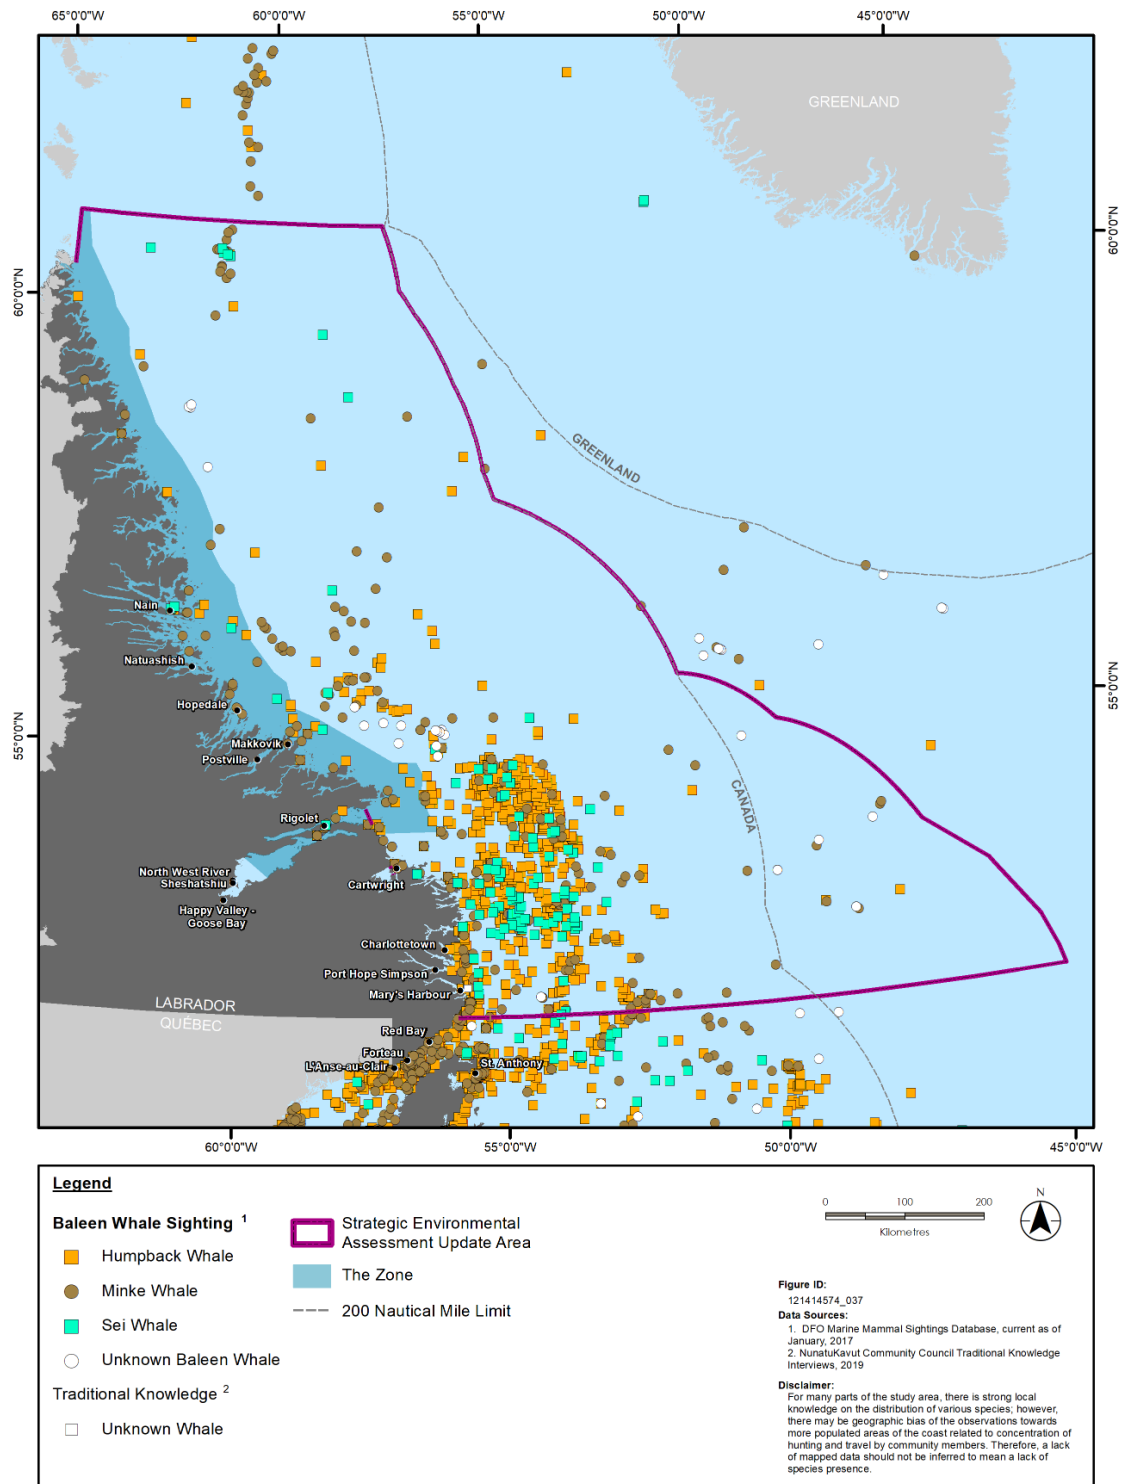 65°0'0"W 60°0'0"W 55°0'0"W 50°0'0"W 45°0'0"W
GREENLAND
60°0'0"N
60°0'0"N
GREENLAND
Nain
Natuashish
55°0'0"N
Hopedale
Makkovik
55°0'0"N
Postville
CANADA
Rigolet
North West River
Sheshatshiu
Cartwright
Happy Valley -
Goose Bay
Charlottetown
Port Hope Simpson
Mary's Harbour
LABRADOR
QUÉBEC
Red Bay
Forteau
L'Anse-au-Clair
St. Anthony
60°0'0"W 55°0'0"W 50°0'0"W 45°0'0"W
Legend
Baleen Whale Sighting 1
Humpback Whale
Minke Whale
Sei Whale
Unknown Baleen Whale
Traditional Knowledge 2
Unknown Whale
Strategic Environmental
Assessment Update Area
The Zone
200 Nautical Mile Limit
0 100 200
Kilometres
N
Figure ID:
121414574_037
Data Sources:
1. DFO Marine Mammal Sightings Database, current as of
January, 2017
2. NunatuKavut Community Council Traditional Knowledge
Interviews, 2019
Disclaimer:
For many parts of the study area, there is strong local
knowledge on the distribution of various species; however,
there may be geographic bias of the observations towards
more populated areas of the coast related to concentration of
hunting and travel by community members. Therefore, a lack
of mapped data should not be inferred to mean a lack of
species presence.